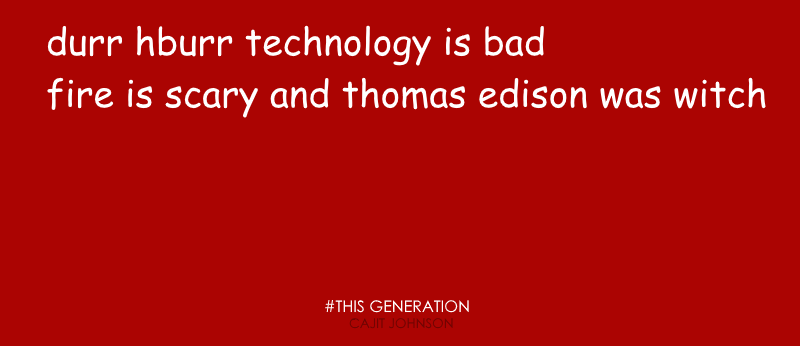 durr hburr technology is bad
fire is scary and thomas edison was witch
#THIS GENERATION
CAJIT JOHNSON